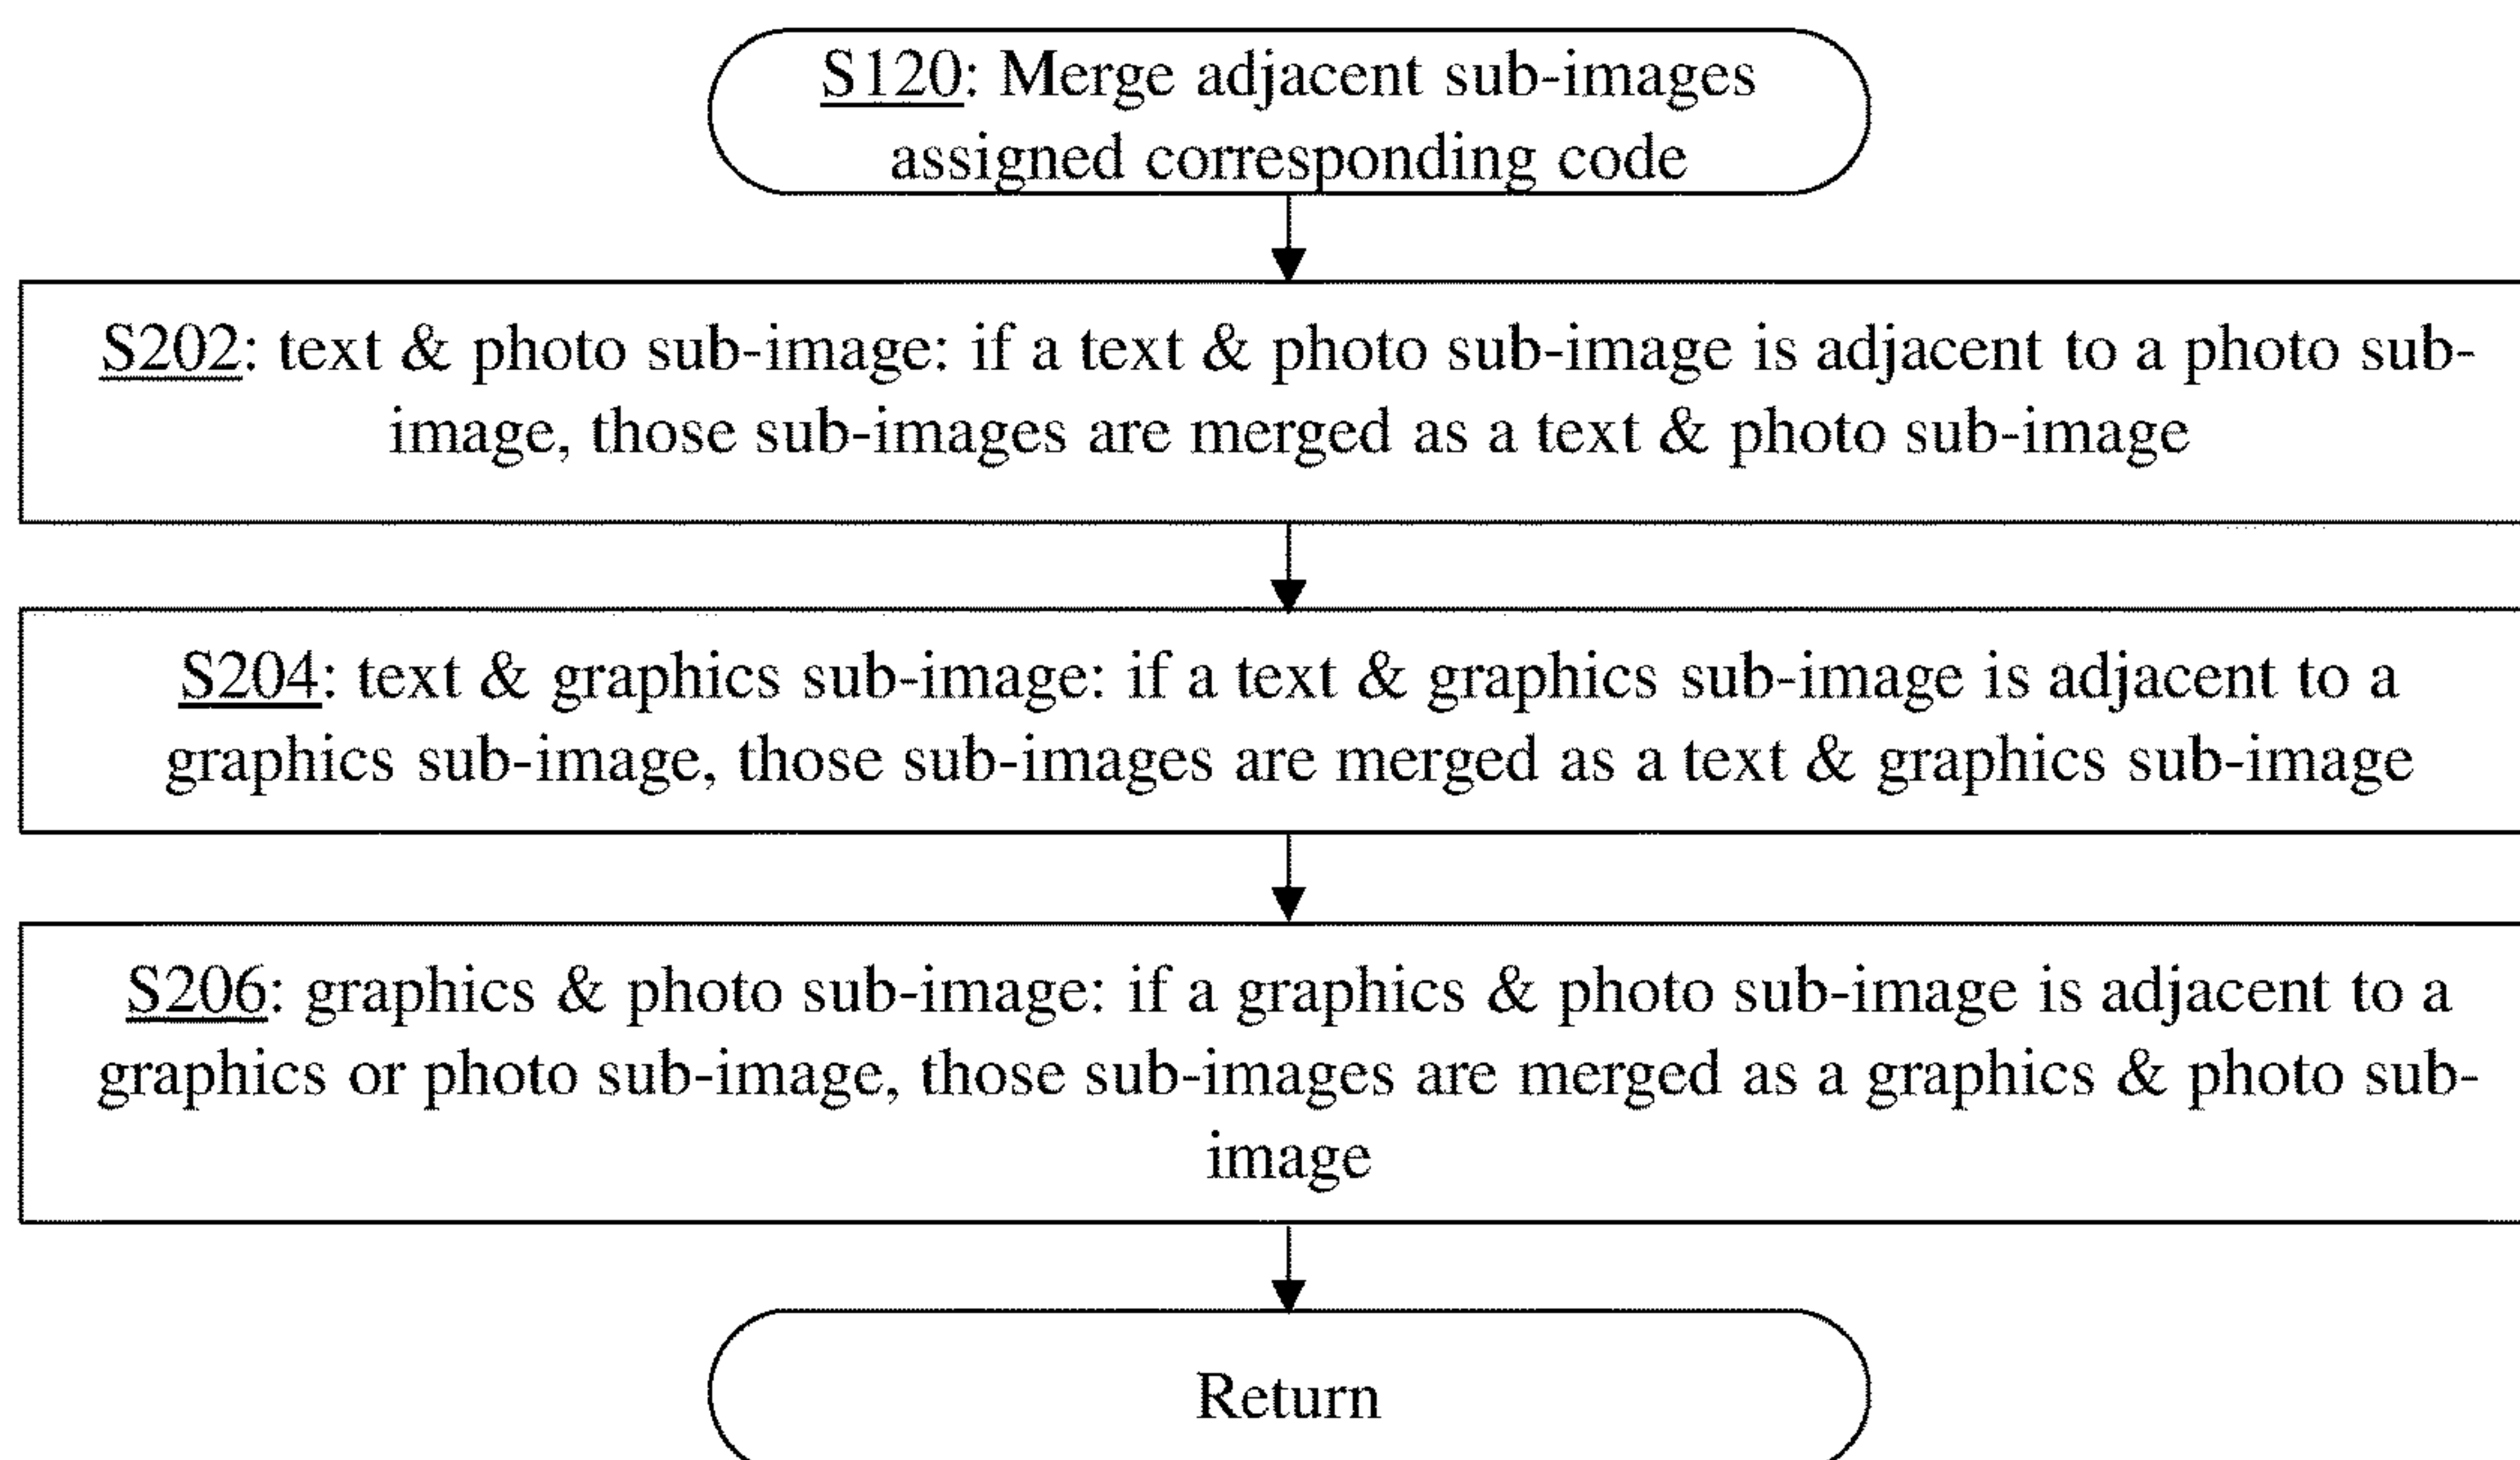 S120: Merge adjacent sub-images
assigned corresponding code
S202: text & photo sub-image: if a text & photo sub-image is adjacent to a photo sub-
image, those sub-images are merged as a text & photo sub-image
S204: text & graphics sub-image: if a text & graphics sub-image is adjacent to a
graphics sub-image, those sub-images are merged as a text & graphics sub-image
S206: graphics & photo sub-image: if a graphics & photo sub-image is adjacent to a
graphics or photo sub-image, those sub-images are merged as a graphics & photo sub-
image
Return